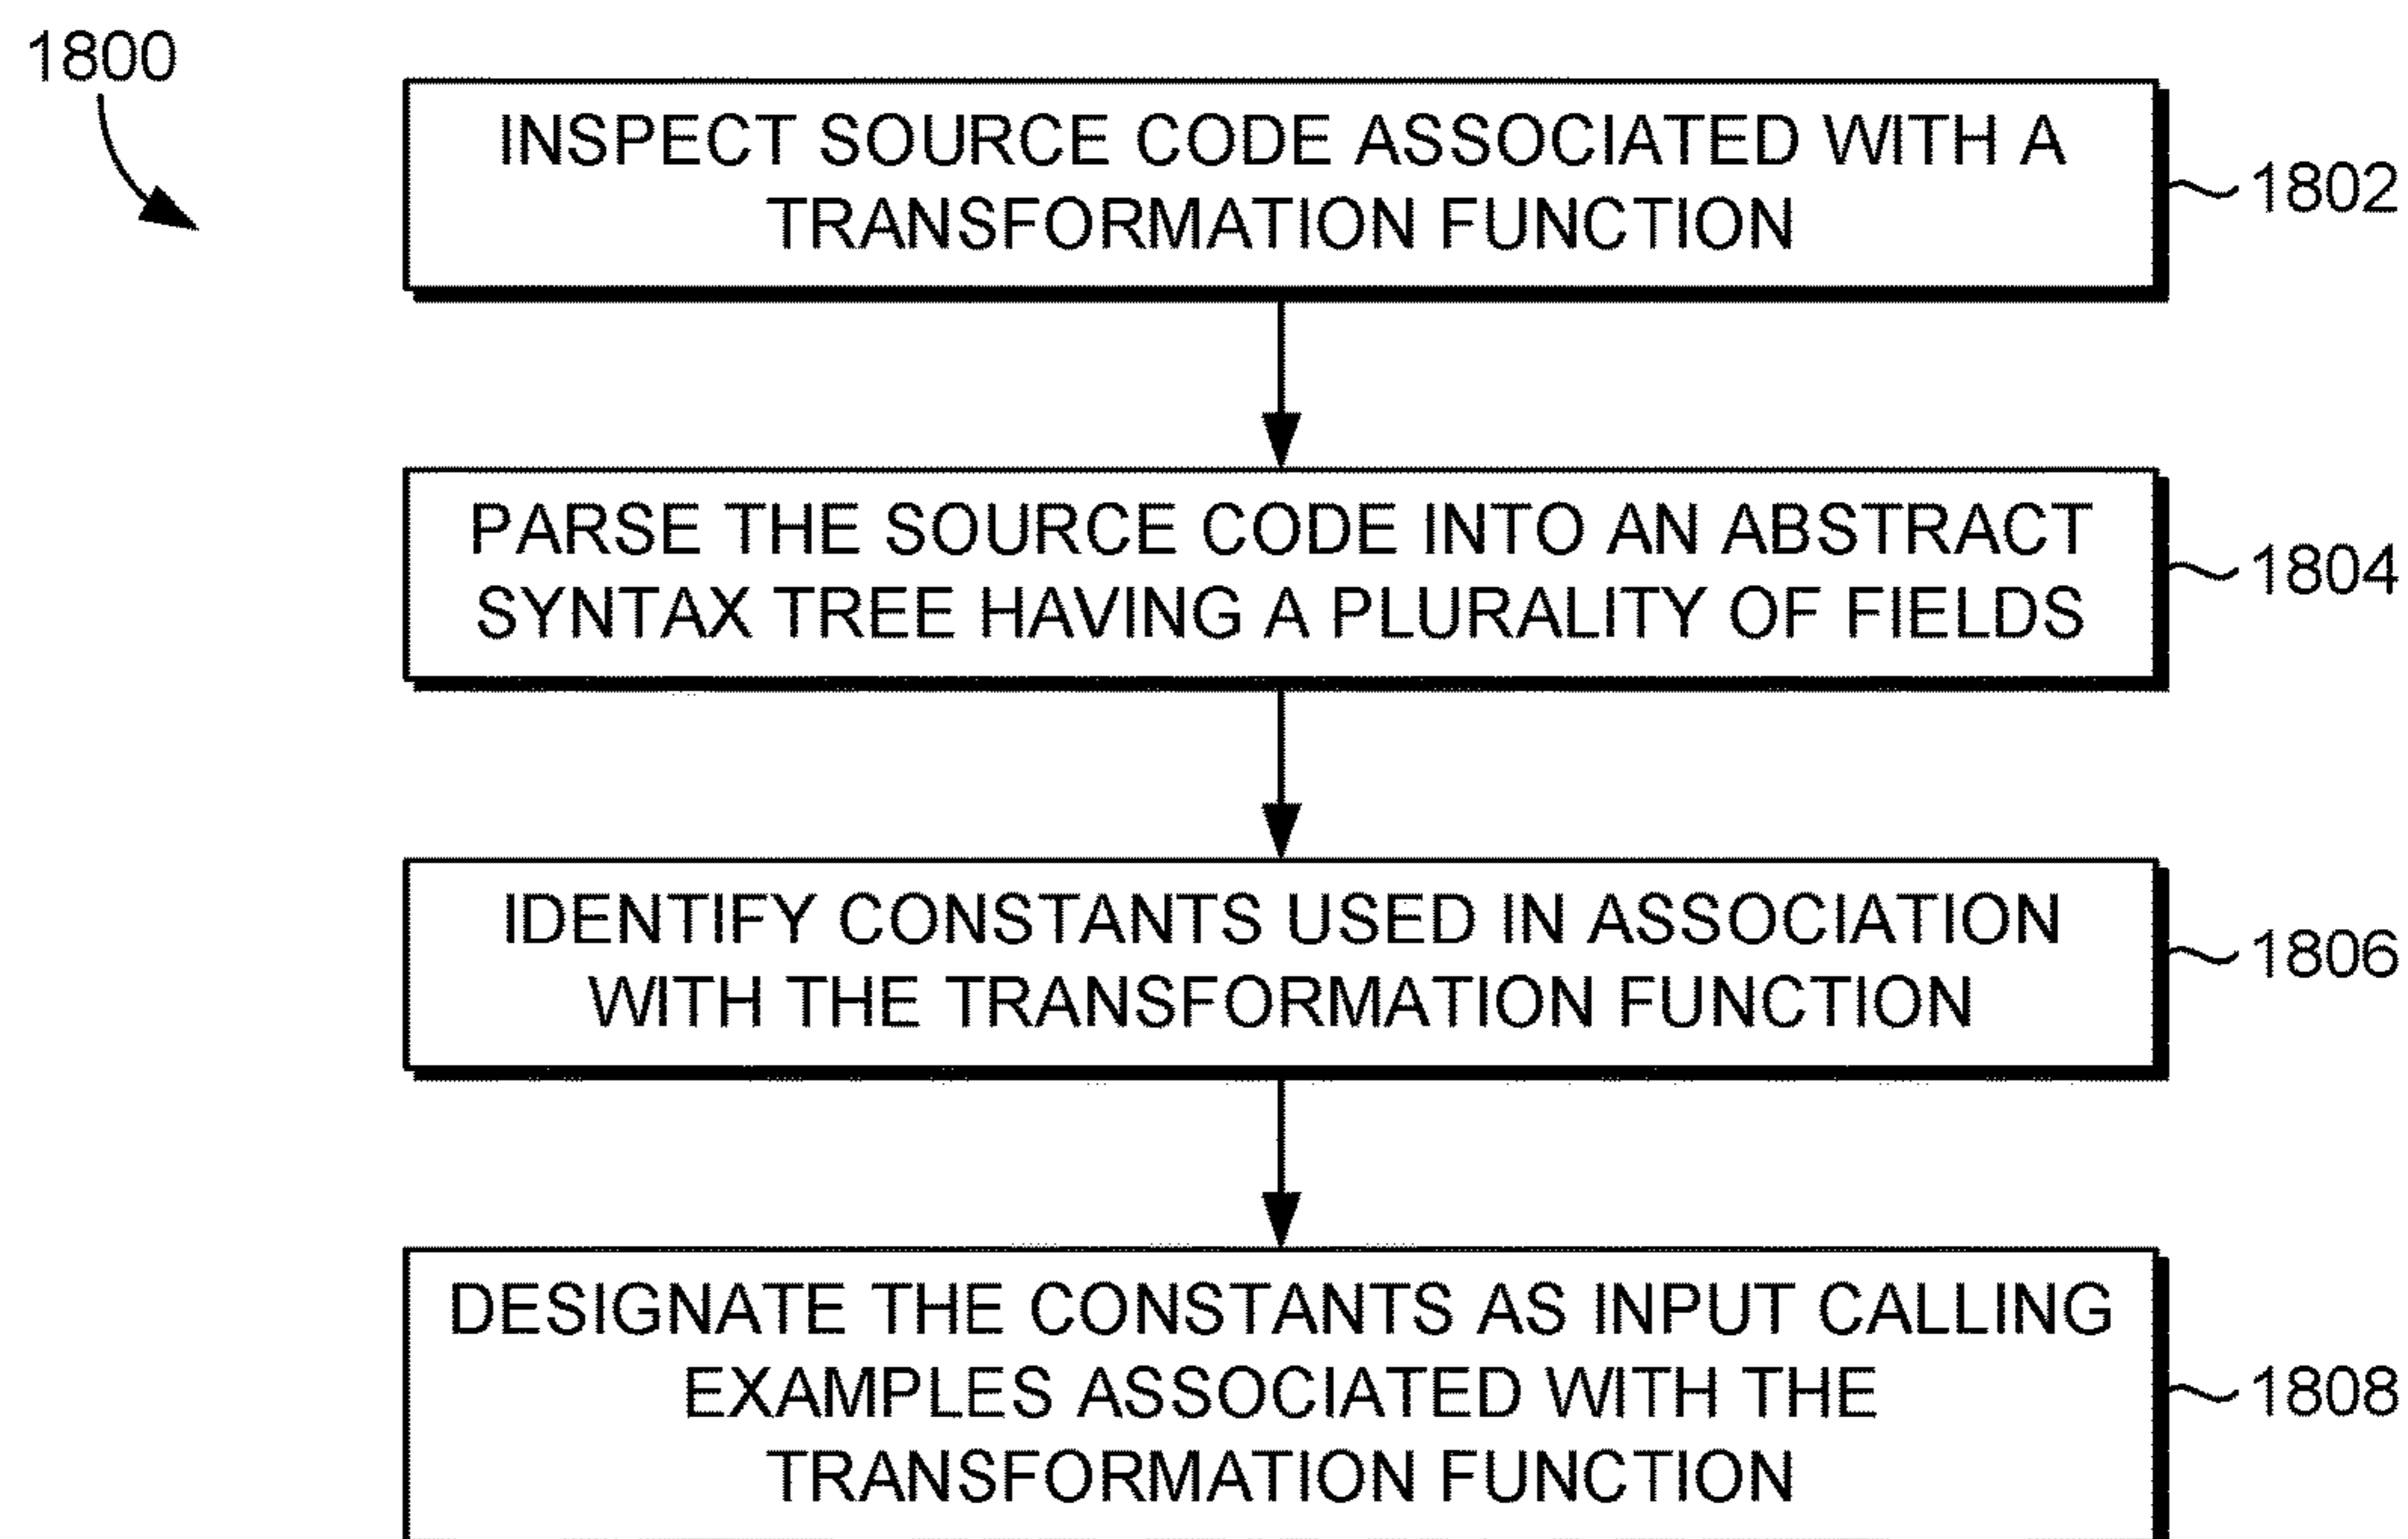 1800
INSPECT SOURCE CODE ASSOCIATED WITH A
TRANSFORMATION FUNCTION
1802
PARSE THE SOURCE CODE INTO AN ABSTRACT
SYNTAX TREE HAVING A PLURALITY OF FIELDS
1804
IDENTIFY CONSTANTS USED IN ASSOCIATION
WITH THE TRANSFORMATION FUNCTION
1806
DESIGNATE THE CONSTANTS AS INPUT CALLING
EXAMPLES ASSOCIATED WITH THE
TRANSFORMATION FUNCTION
1808